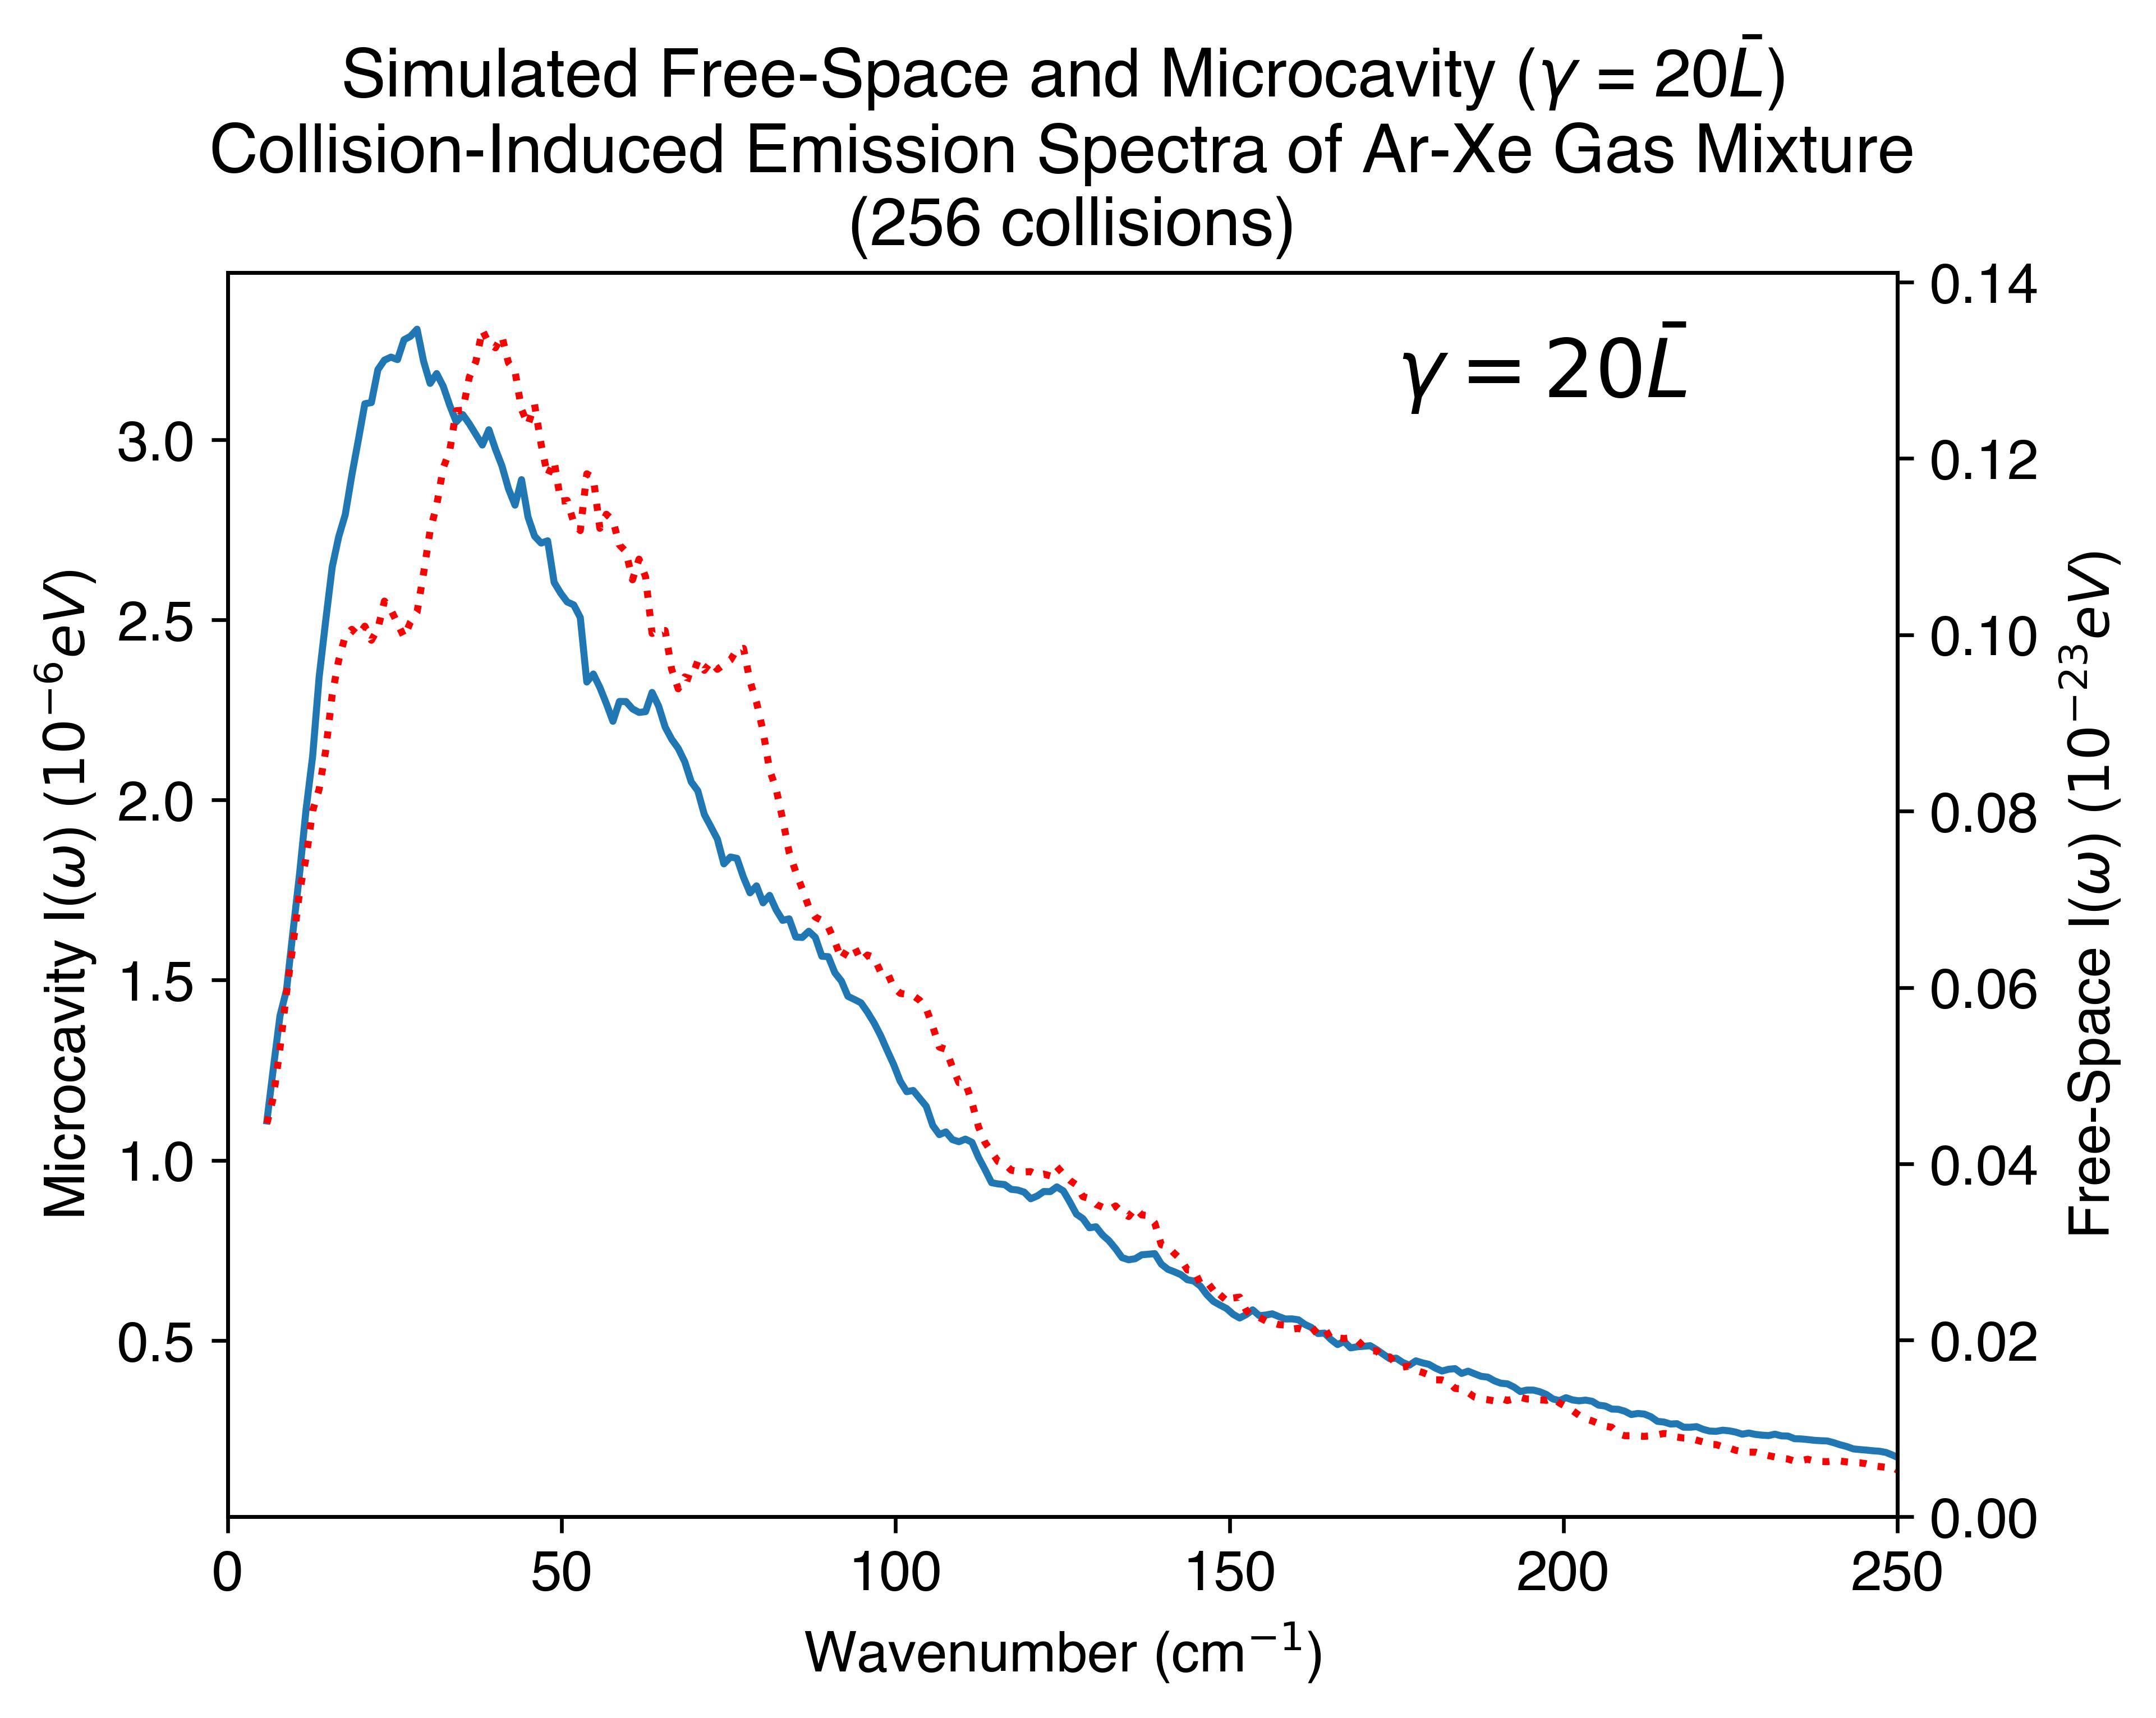 Simulated Free-Space and Microcavity (γ = 20L̄)
Collision-Induced Emission Spectra of Ar-Xe Gas Mixture
(256 collisions)
γ = 20L̄
Microcavity I(ω) (10⁻⁶eV)
3.0
2.5
2.0
1.5
1.0
0.5
0.14
0.12
0.10
0.08
0.06
0.04
0.02
0.00
Free-Space I(ω) (10⁻²³eV)
0 50 100 150 200 250
Wavenumber (cm⁻¹)